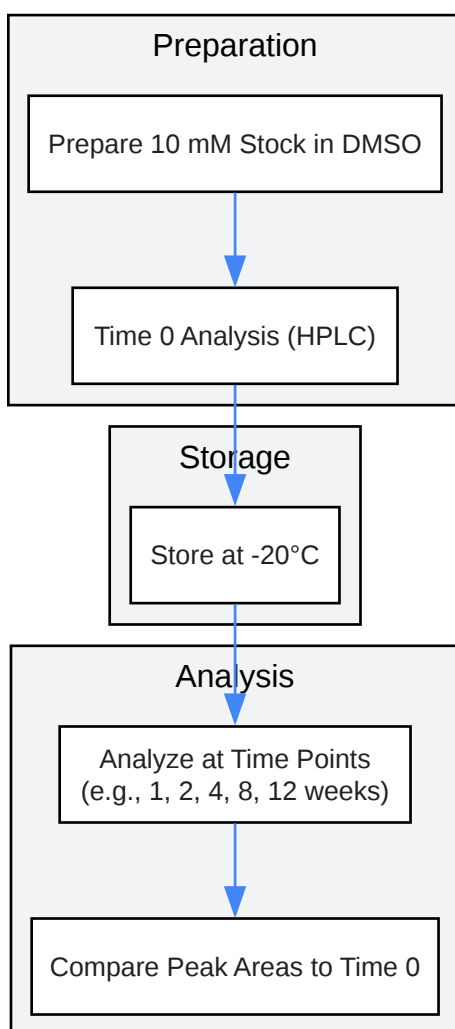 Preparation
Prepare 10 mM Stock in DMSO
Time 0 Analysis (HPLC)
Storage
Store at -20°C
Analysis
Analyze at Time Points
(e.g., 1, 2, 4, 8, 12 weeks)
Compare Peak Areas to Time 0